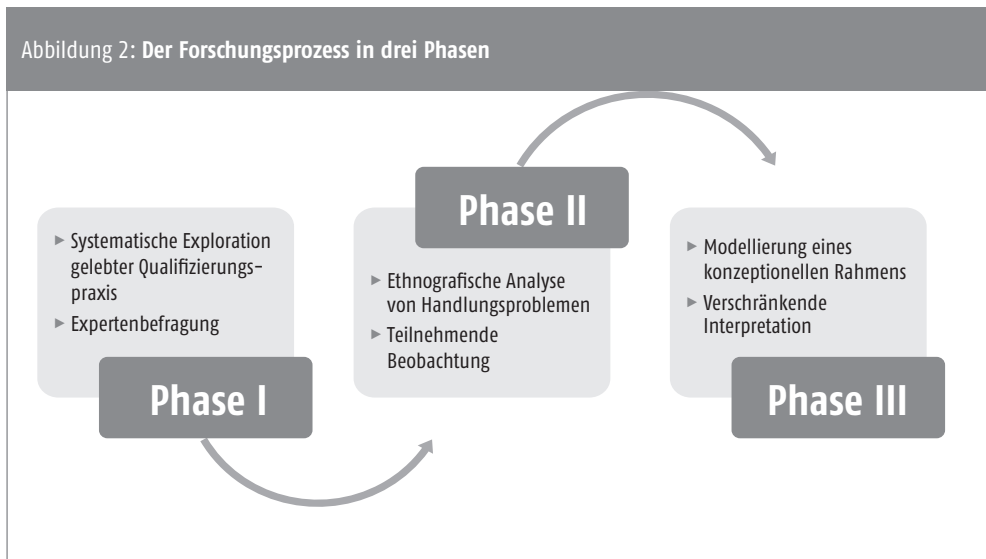 Abbildung 2: Der Forschungsprozess in drei Phasen
► Systematische Exploration
gelebter Qualifizierungs-
praxis
► Expertenbefragung
Phase I
Phase II
► Ethnografische Analyse
von Handlungsproblemen
► Teilnehmende
Beobachtung
► Modellierung eines
konzeptionellen Rahmens
► Verschränkende
Interpretation
Phase III